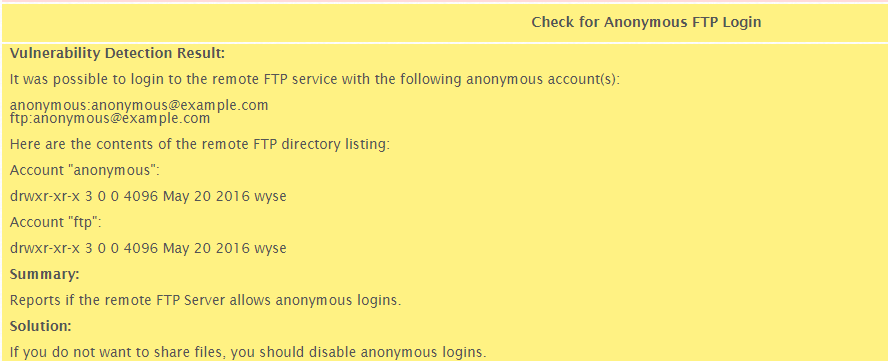 Check for Anonymous FTP Login
Vulnerability Detection Result:
It was possible to login to the remote FTP service with the following anonymous account(s):
anonymous:anonymous@example.com
ftp:anonymous@example.com
Here are the contents of the remote FTP directory listing:
Account "anonymous":
drwxr-xr-x 3 0 0 4096 May 20 2016 wyse
Account "ftp":
drwxr-xr-x 3 0 0 4096 May 20 2016 wyse
Summary:
Reports if the remote FTP Server allows anonymous logins.
Solution:
If you do not want to share files, you should disable anonymous logins.